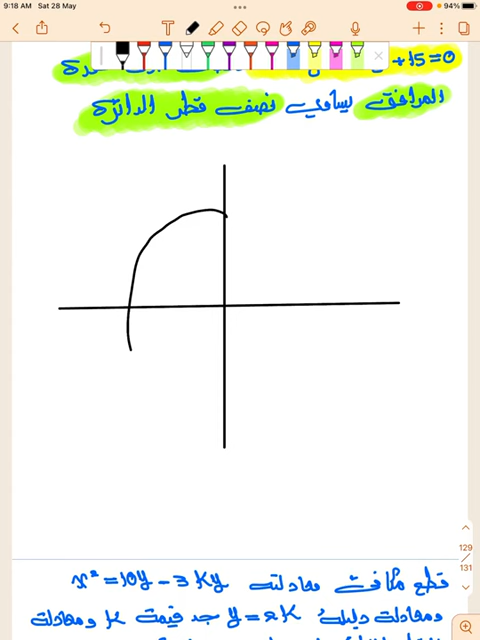 9:18 AM Sat 28 May
94%
+15=0
المرافق يساوي نصف قطر الدائرة
129
131
قطع مكافئ معادلته x² = 10y - 3Ky
ومعادلة دليله y = 2K جد قيمة K ومعادلة